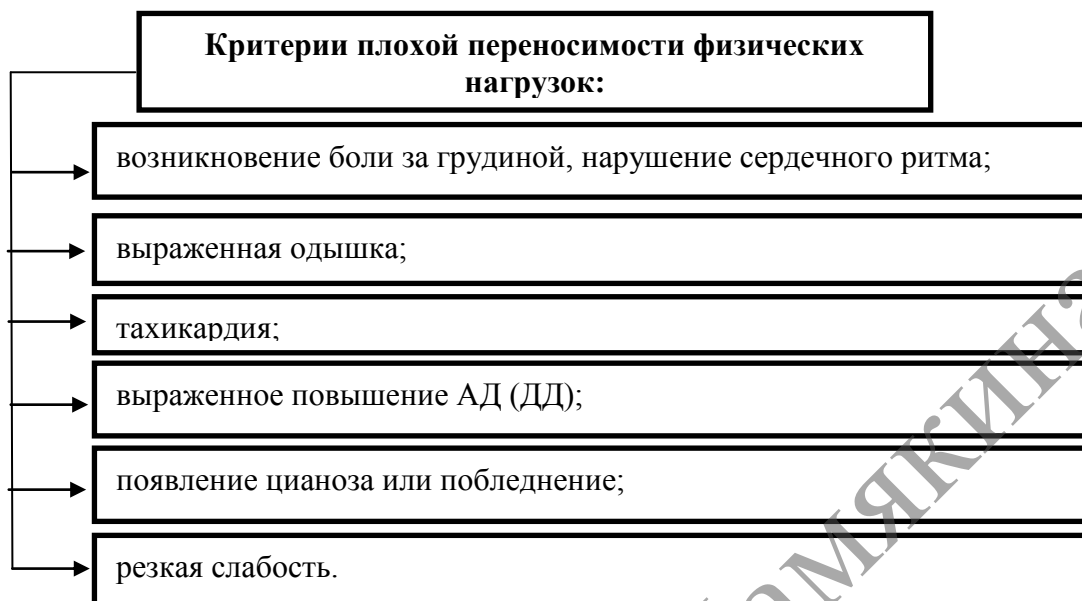 Критерии плохой переносимости физических
нагрузок:
возникновение боли за грудиной, нарушение сердечного ритма;
выраженная одышка;
тахикардия;
выраженное повышение АД (ДД);
появление цианоза или побледнение;
резкая слабость.